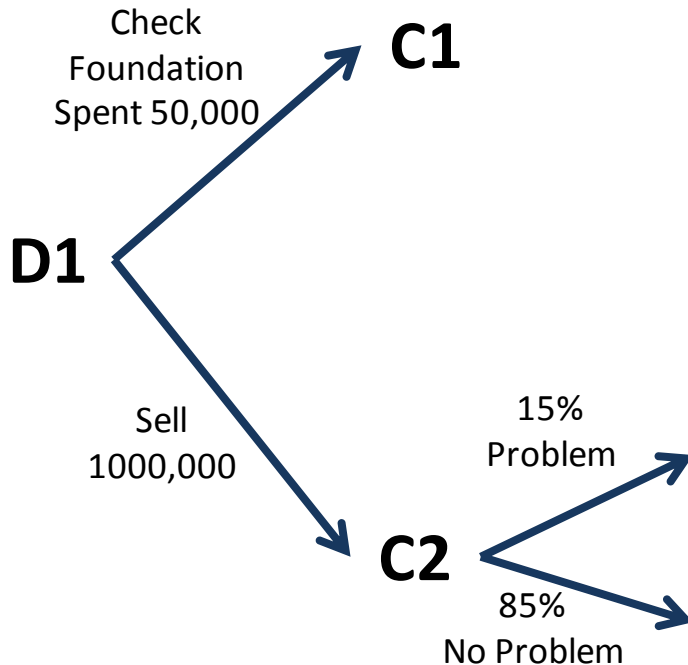 Check
Foundation
Spent 50,000
C1
D1
Sell
1000,000
15%
Problem
C2
85%
No Problem